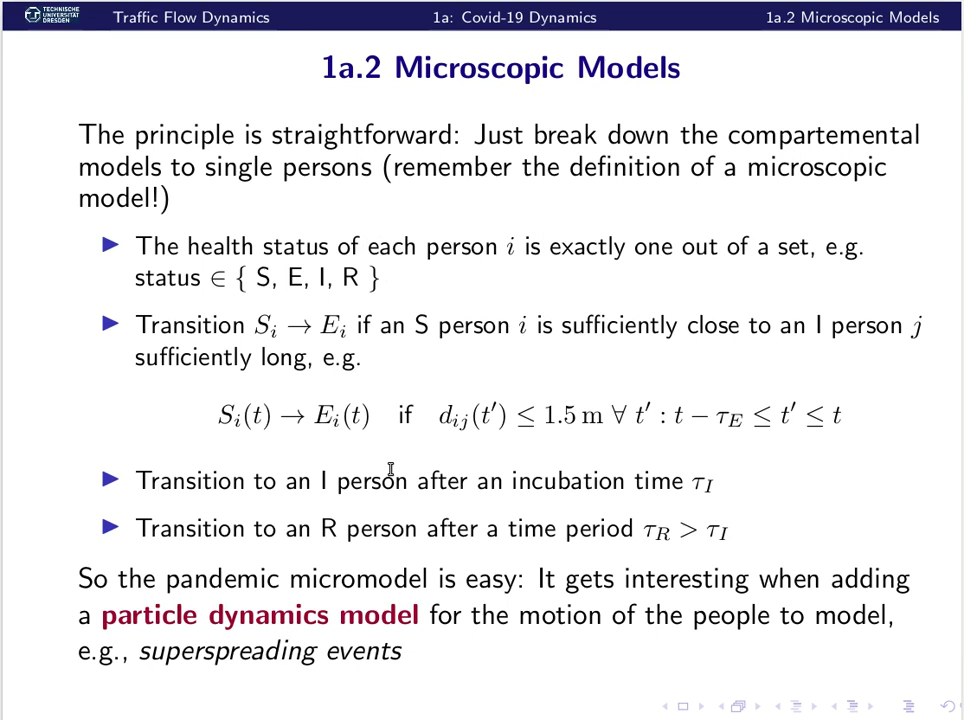 TECHNISCHE
UNIVERSITÄT
DRESDEN
Traffic Flow Dynamics
1a: Covid-19 Dynamics
1a.2 Microscopic Models
1a.2 Microscopic Models
The principle is straightforward: Just break down the compartemental
models to single persons (remember the definition of a microscopic
model!)
▶ The health status of each person i is exactly one out of a set, e.g.
status ∈ { S, E, I, R }
▶ Transition S_i → E_i if an S person i is sufficiently close to an I person j
sufficiently long, e.g.
S_i(t) → E_i(t) if d_ij(t′) ≤ 1.5 m ∀ t′ : t − τ_E ≤ t′ ≤ t
▶ Transition to an I person after an incubation time τ_I
▶ Transition to an R person after a time period τ_R > τ_I
So the pandemic micromodel is easy: It gets interesting when adding
a particle dynamics model for the motion of the people to model,
e.g., superspreading events